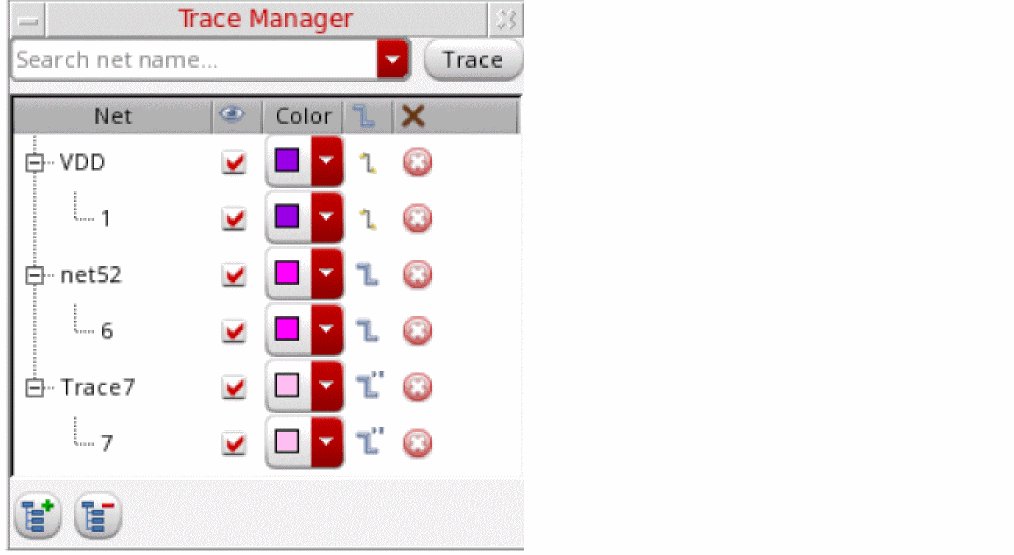 Trace Manager
Search net name...
Trace
Net
Color
VDD
1
net52
6
Trace7
7